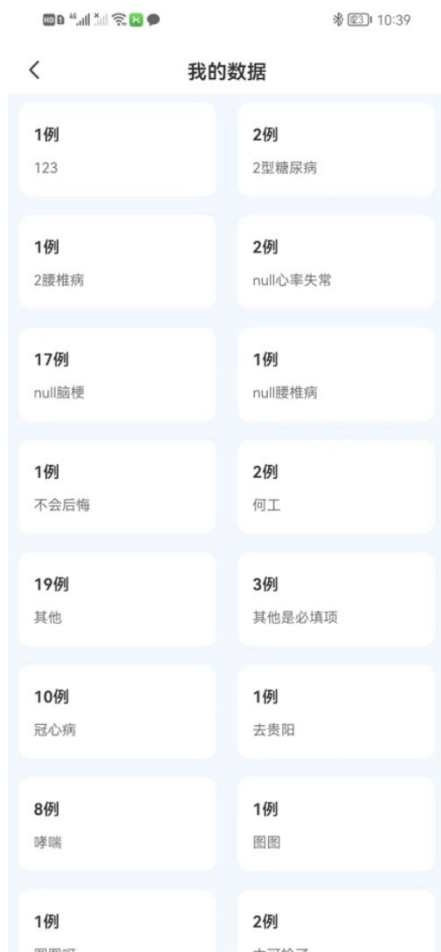 10:39
我的数据
1例
2例
123
2型糖尿病
1例
2例
2腰椎病
null心率失常
17例
1例
null脑梗
null腰椎病
1例
2例
不会后悔
何工
19例
3例
其他
其他是必填项
10例
1例
冠心病
去贵阳
8例
1例
哮喘
图图
1例
2例